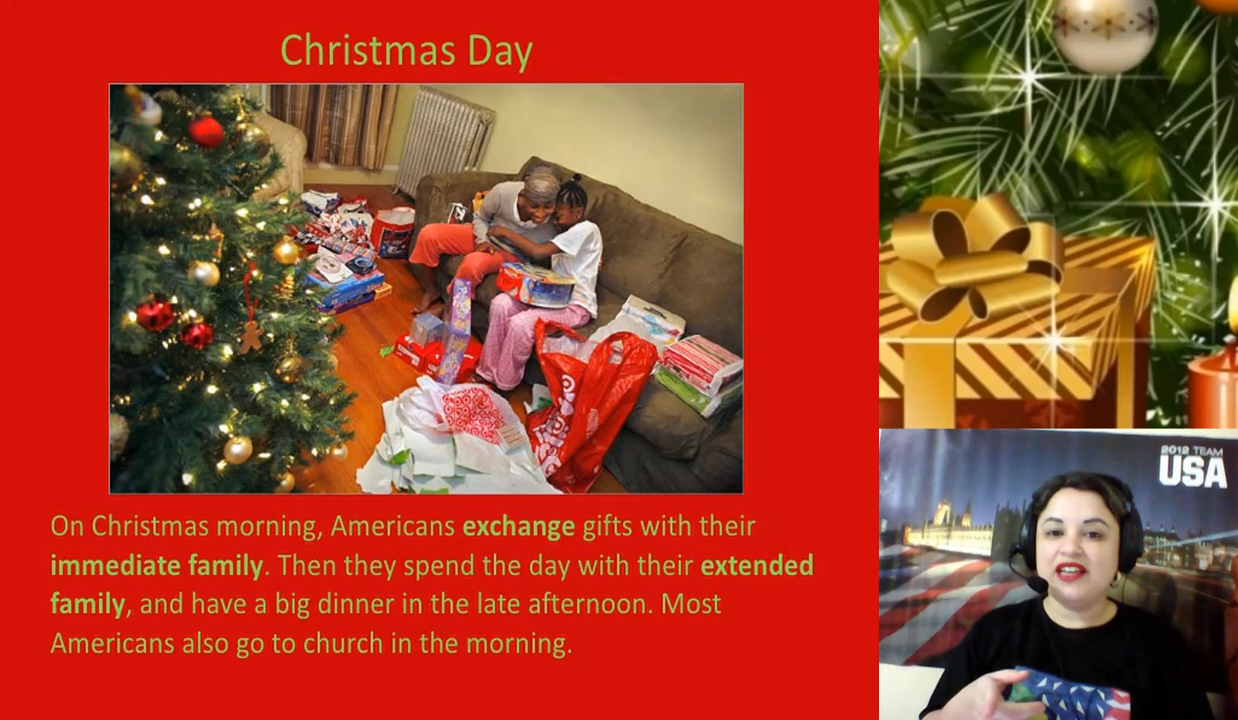 Christmas Day
On Christmas morning, Americans exchange gifts with their
immediate family. Then they spend the day with their extended
family, and have a big dinner in the late afternoon. Most
Americans also go to church in the morning.
2012 TEAM
USA